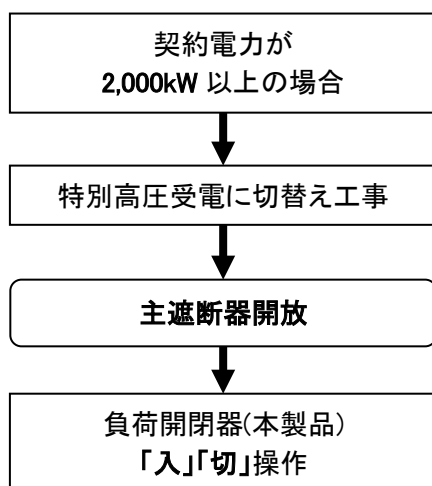 契約電力が
2,000kW 以上の場合
特別高圧受電に切替え工事
主遮断器開放
負荷開閉器(本製品)
「入」「切」操作